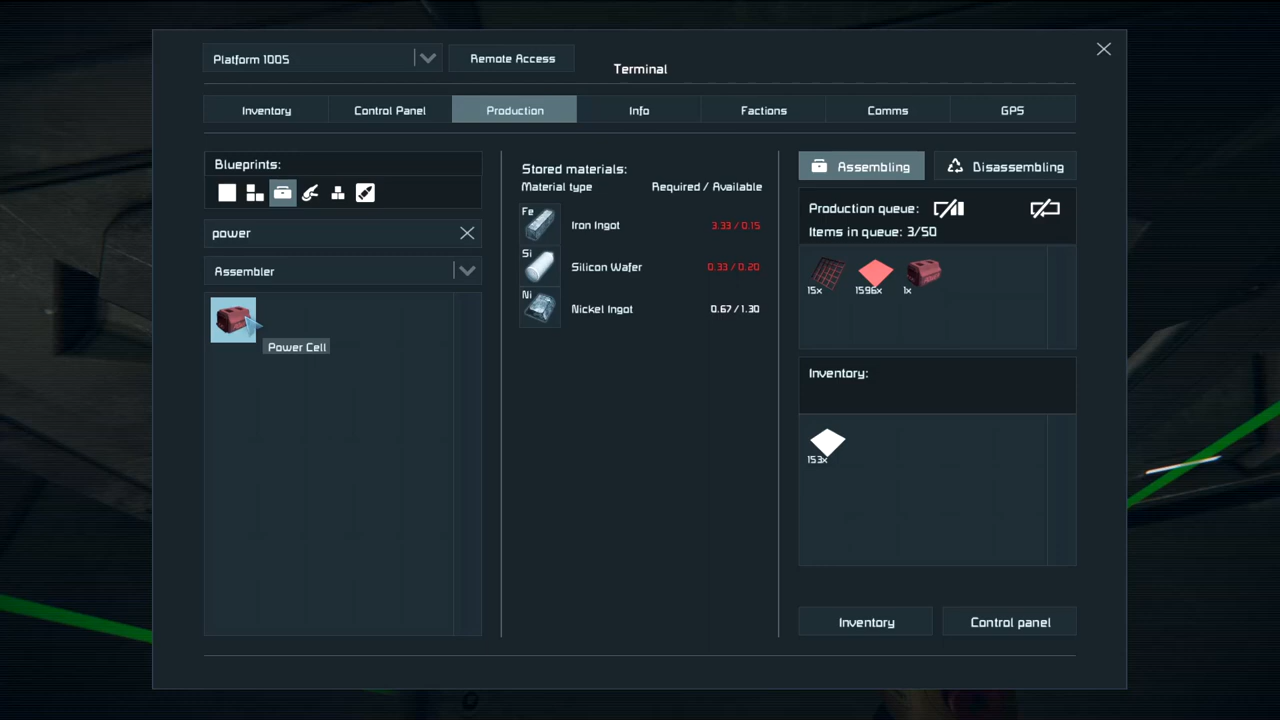 Platform 1005
Remote Access
Terminal
Inventory
Control Panel
Production
Info
Factions
Comms
GPS
Blueprints:
power
Assembler
Power Cell
Stored materials:
Material type
Required / Available
Fe
Iron Ingot
3.33 / 0.15
Si
Silicon Wafer
0.33 / 0.20
Ni
Nickel Ingot
0.67 / 1.30
Assembling
Disassembling
Production queue:
Items in queue: 3/50
15x
1596x
1x
Inventory:
153x
Inventory
Control panel